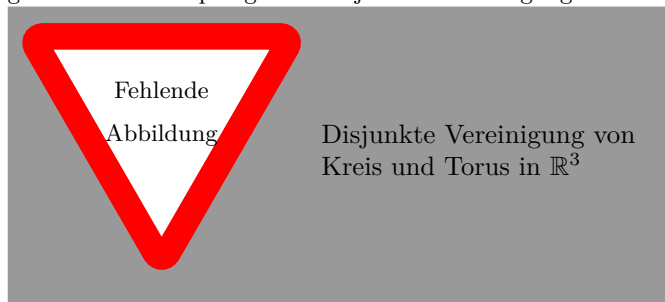 Fehlende
Abbildung
Disjunkte Vereinigung von
Kreis und Torus in ℝ³